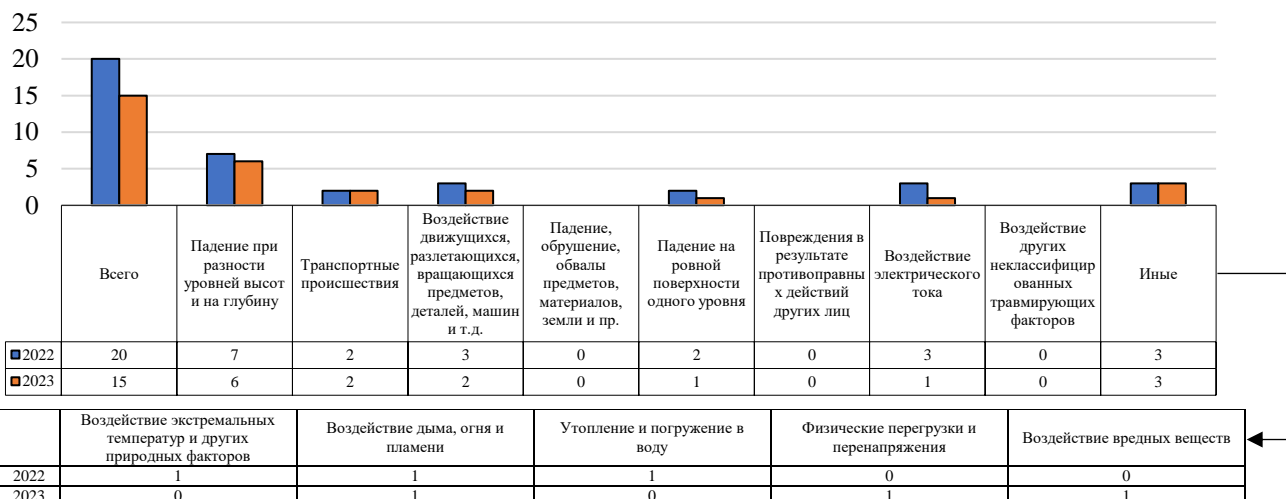 25
20
15
10
5
0
Всего
Падение при
разности
уровней высот
и на глубину
Транспортные
происшествия
Воздействие
движущихся,
разлетающихся,
вращающихся
предметов,
деталей, машин
и т.д.
Падение,
обрушение,
обвалы
предметов,
материалов,
земли и пр.
Падение на
ровной
поверхности
одного уровня
Повреждения в
результате
противоправны
х действий
других лиц
Воздействие
электрического
тока
Воздействие
других
неклассифицир
ованных
травмирующих
факторов
Иные
2022 20 7 2 3 0 2 0 3 0 3
2023 15 6 2 2 0 1 0 1 0 3
Воздействие экстремальных
температур и других
природных факторов
Воздействие дыма, огня и
пламени
Утопление и погружение в
воду
Физические перегрузки и
перенапряжения
Воздействие вредных веществ
2022 1 1 1 0 0
2023 0 1 0 1 1